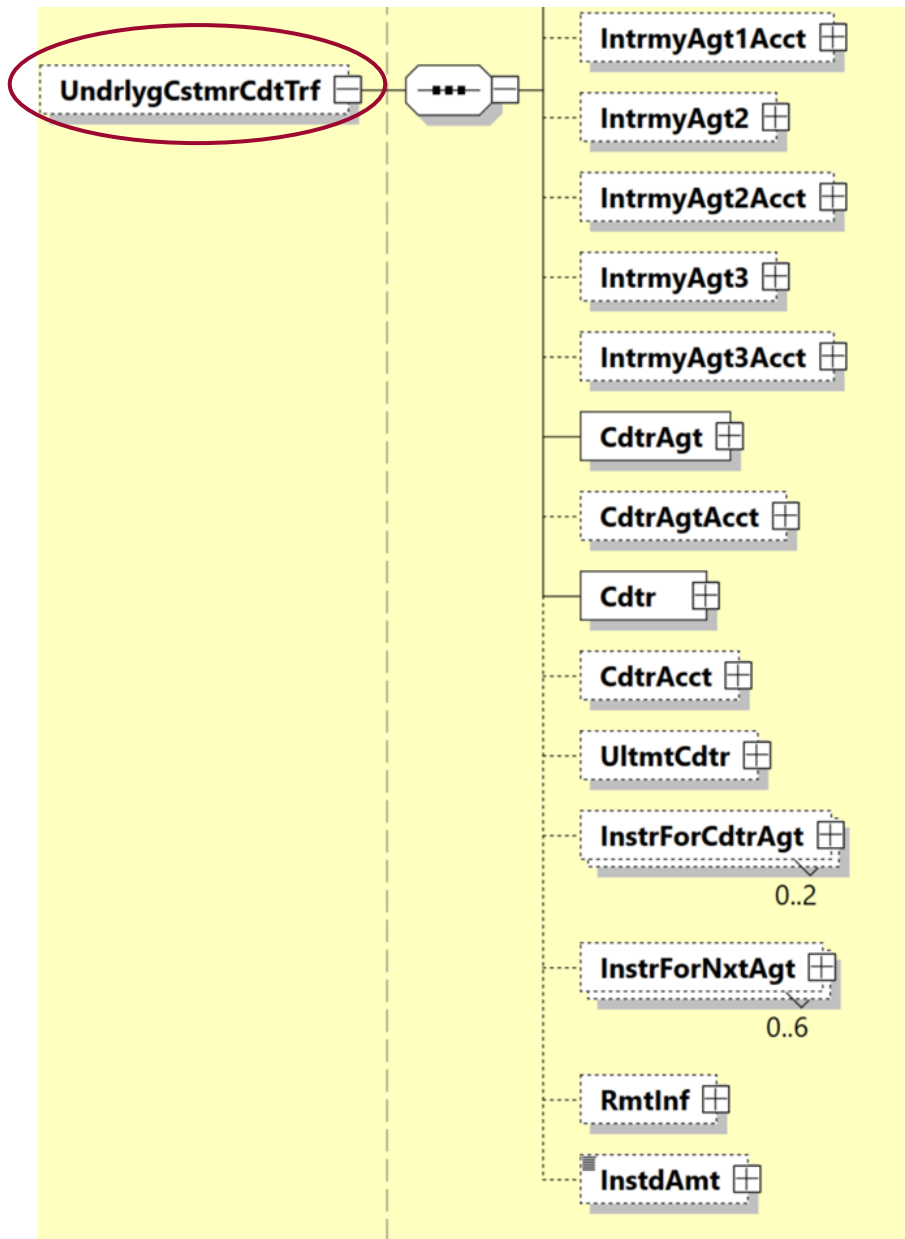 IntrmyAgt1Acct
UndrlygCstmrCdtTrf
IntrmyAgt2
IntrmyAgt2Acct
IntrmyAgt3
IntrmyAgt3Acct
CdtrAgt
CdtrAgtAcct
Cdtr
CdtrAcct
UltmtCdtr
InstrForCdtrAgt
0..2
InstrForNxtAgt
0..6
RmtInf
InstdAmt